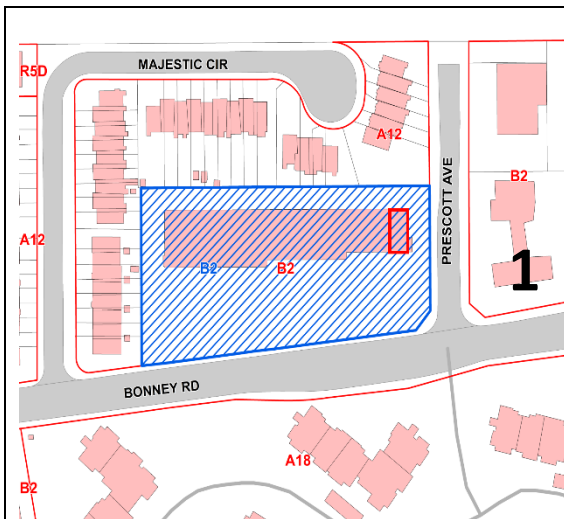 MAJESTIC CIR
R5D
A12
PRESCOTT AVE
B2
A12
B2
B2
1
BONNEY RD
A18
B2